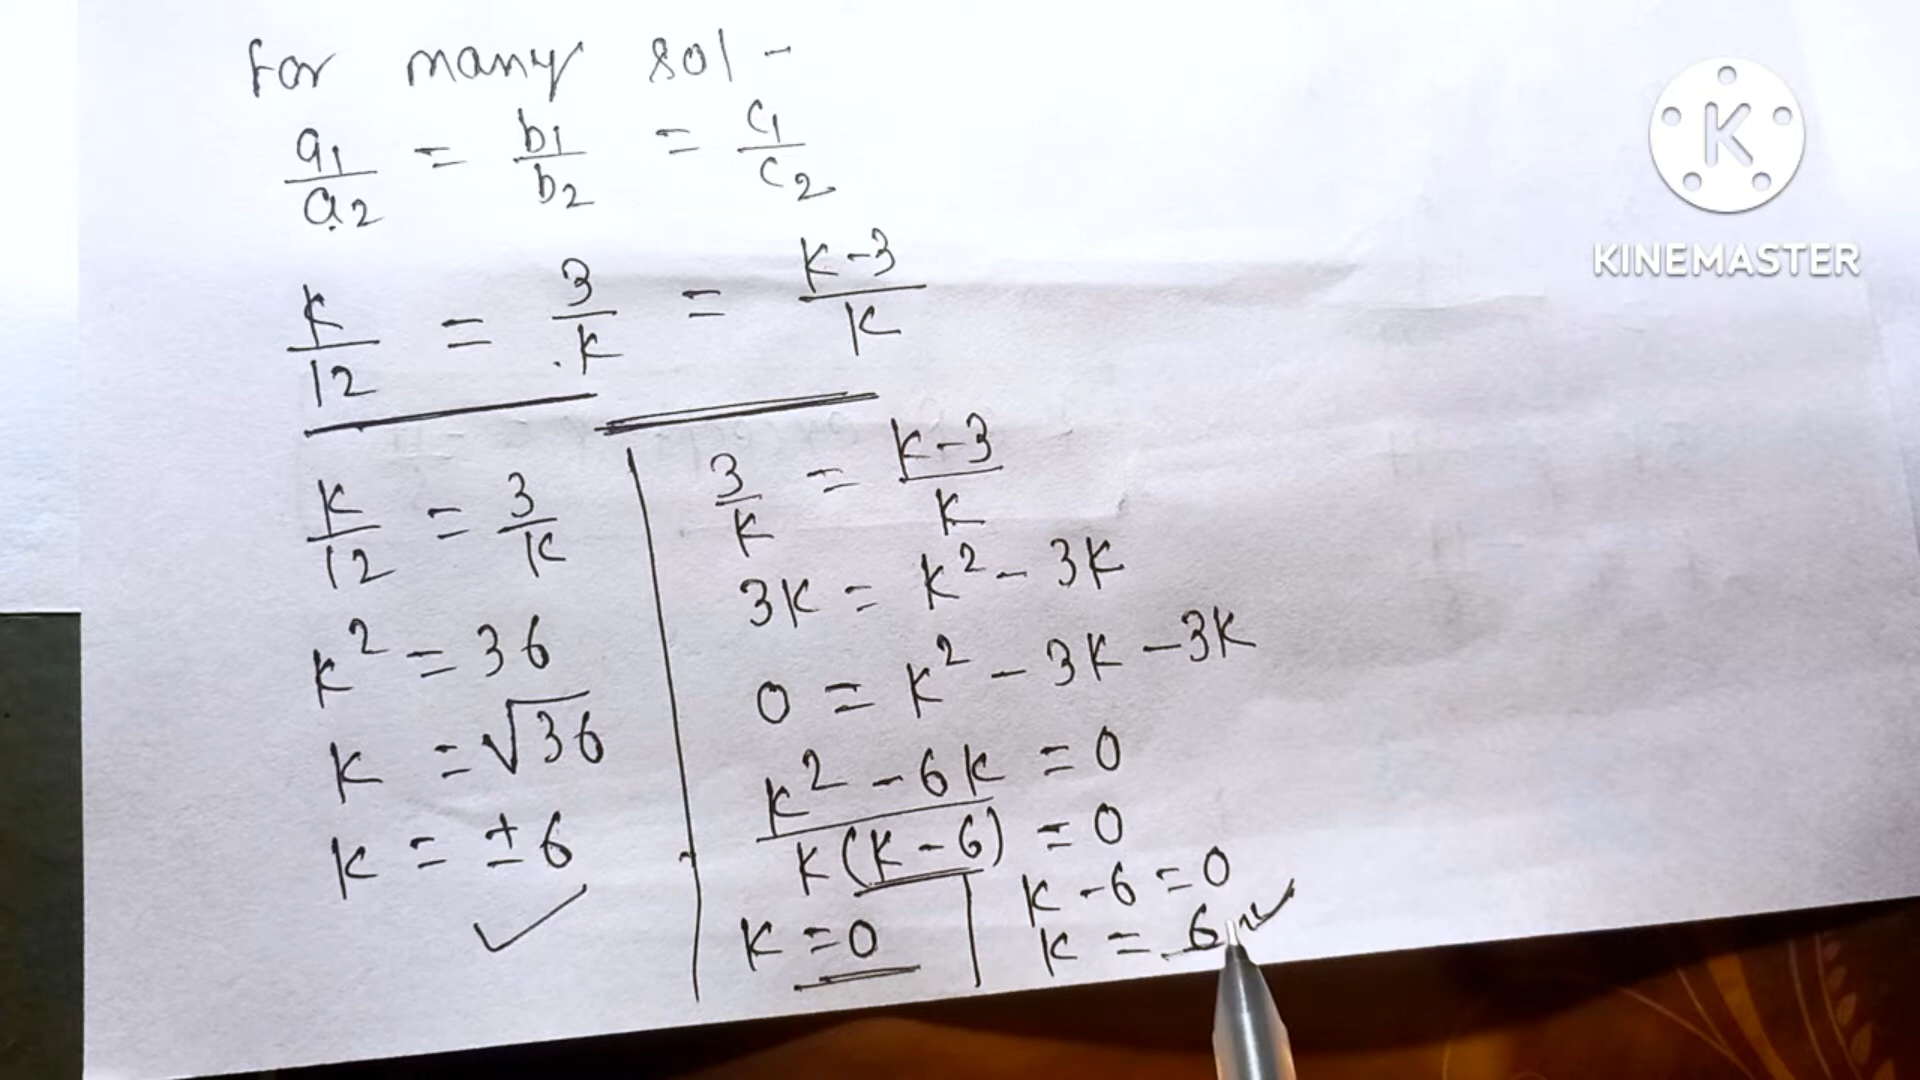 For many sol -
a1/a2 = b1/b2 = c1/c2
k/12 = 3/k = k-3/k
k/12 = 3/k
k² = 36
k = √36
k = ±6
3/k = k-3/k
3k = k² - 3k
0 = k² - 3k - 3k
k² - 6k = 0
k(k-6) = 0
k = 0
k - 6 = 0
k = 6
K
KINEMASTER